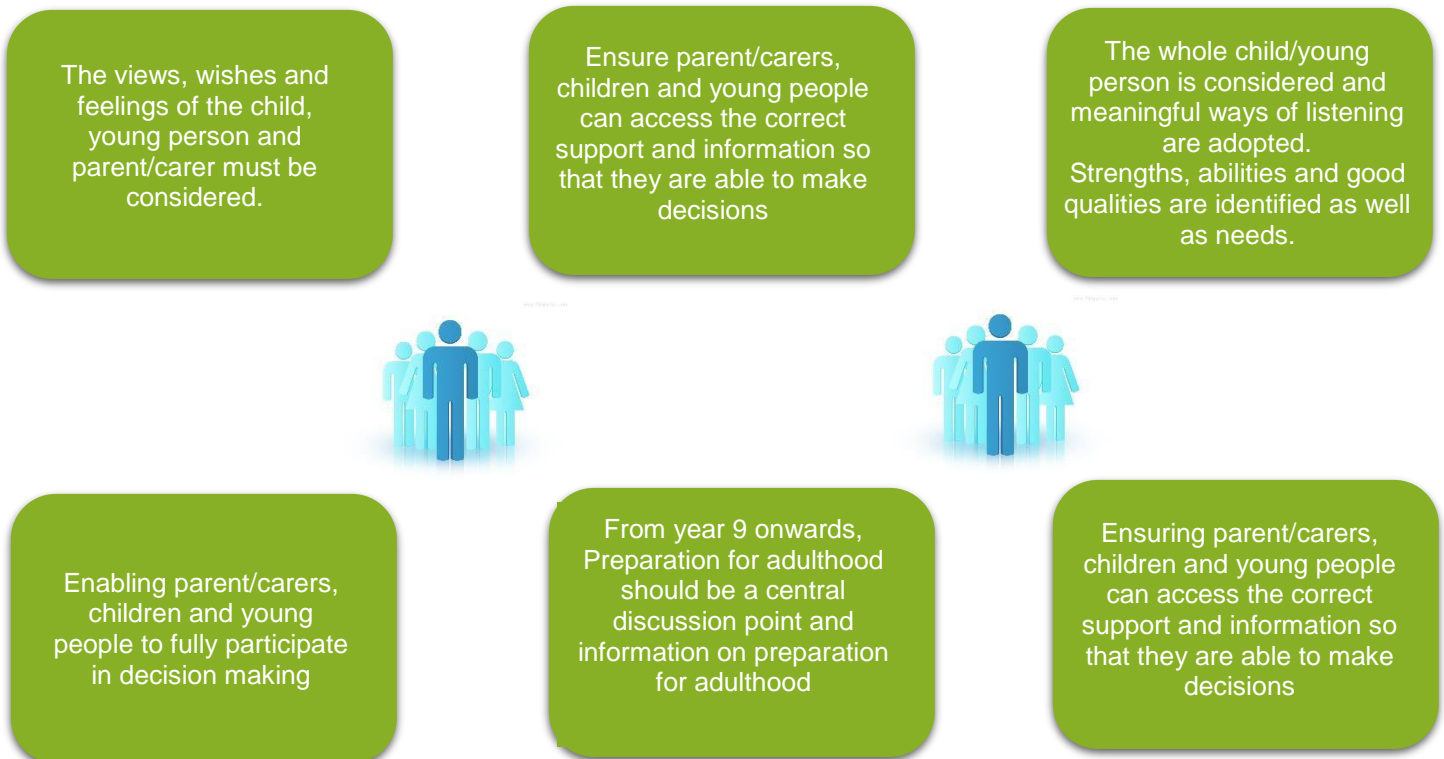 The views, wishes and
feelings of the child,
young person and
parent/carer must be
considered.
Ensure parent/carers,
children and young people
can access the correct
support and information so
that they are able to make
decisions
The whole child/young
person is considered and
meaningful ways of listening
are adopted.
Strengths, abilities and good
qualities are identified as well
as needs.
Enabling parent/carers,
children and young
people to fully participate
in decision making
From year 9 onwards,
Preparation for adulthood
should be a central
discussion point and
information on preparation
for adulthood
Ensuring parent/carers,
children and young people
can access the correct
support and information so
that they are able to make
decisions